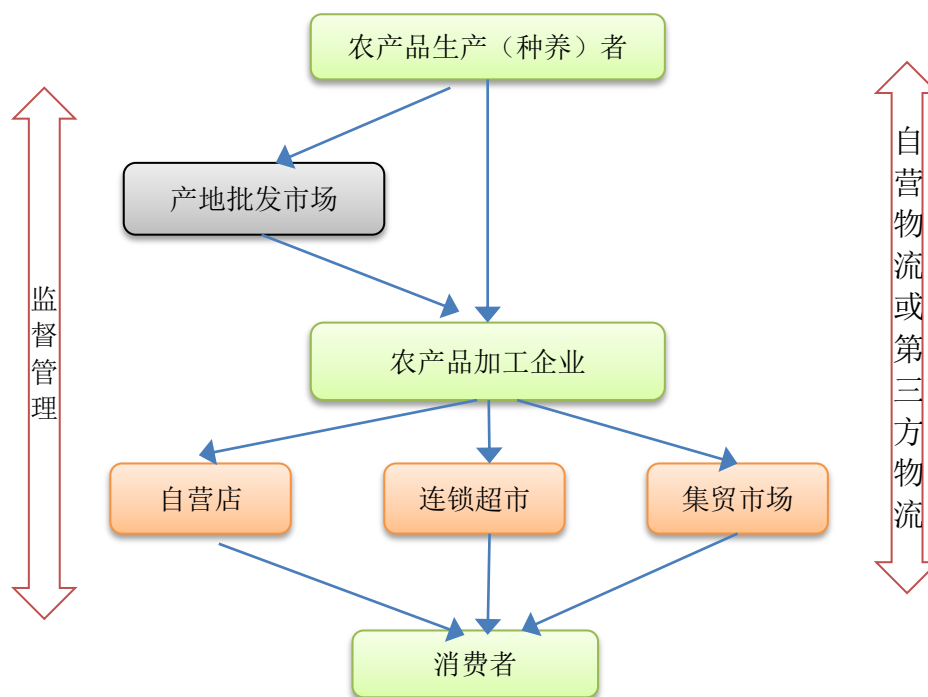 农产品生产（种养）者
产地批发市场
监督管理
自营物流或第三方物流
农产品加工企业
自营店
连锁超市
集贸市场
消费者